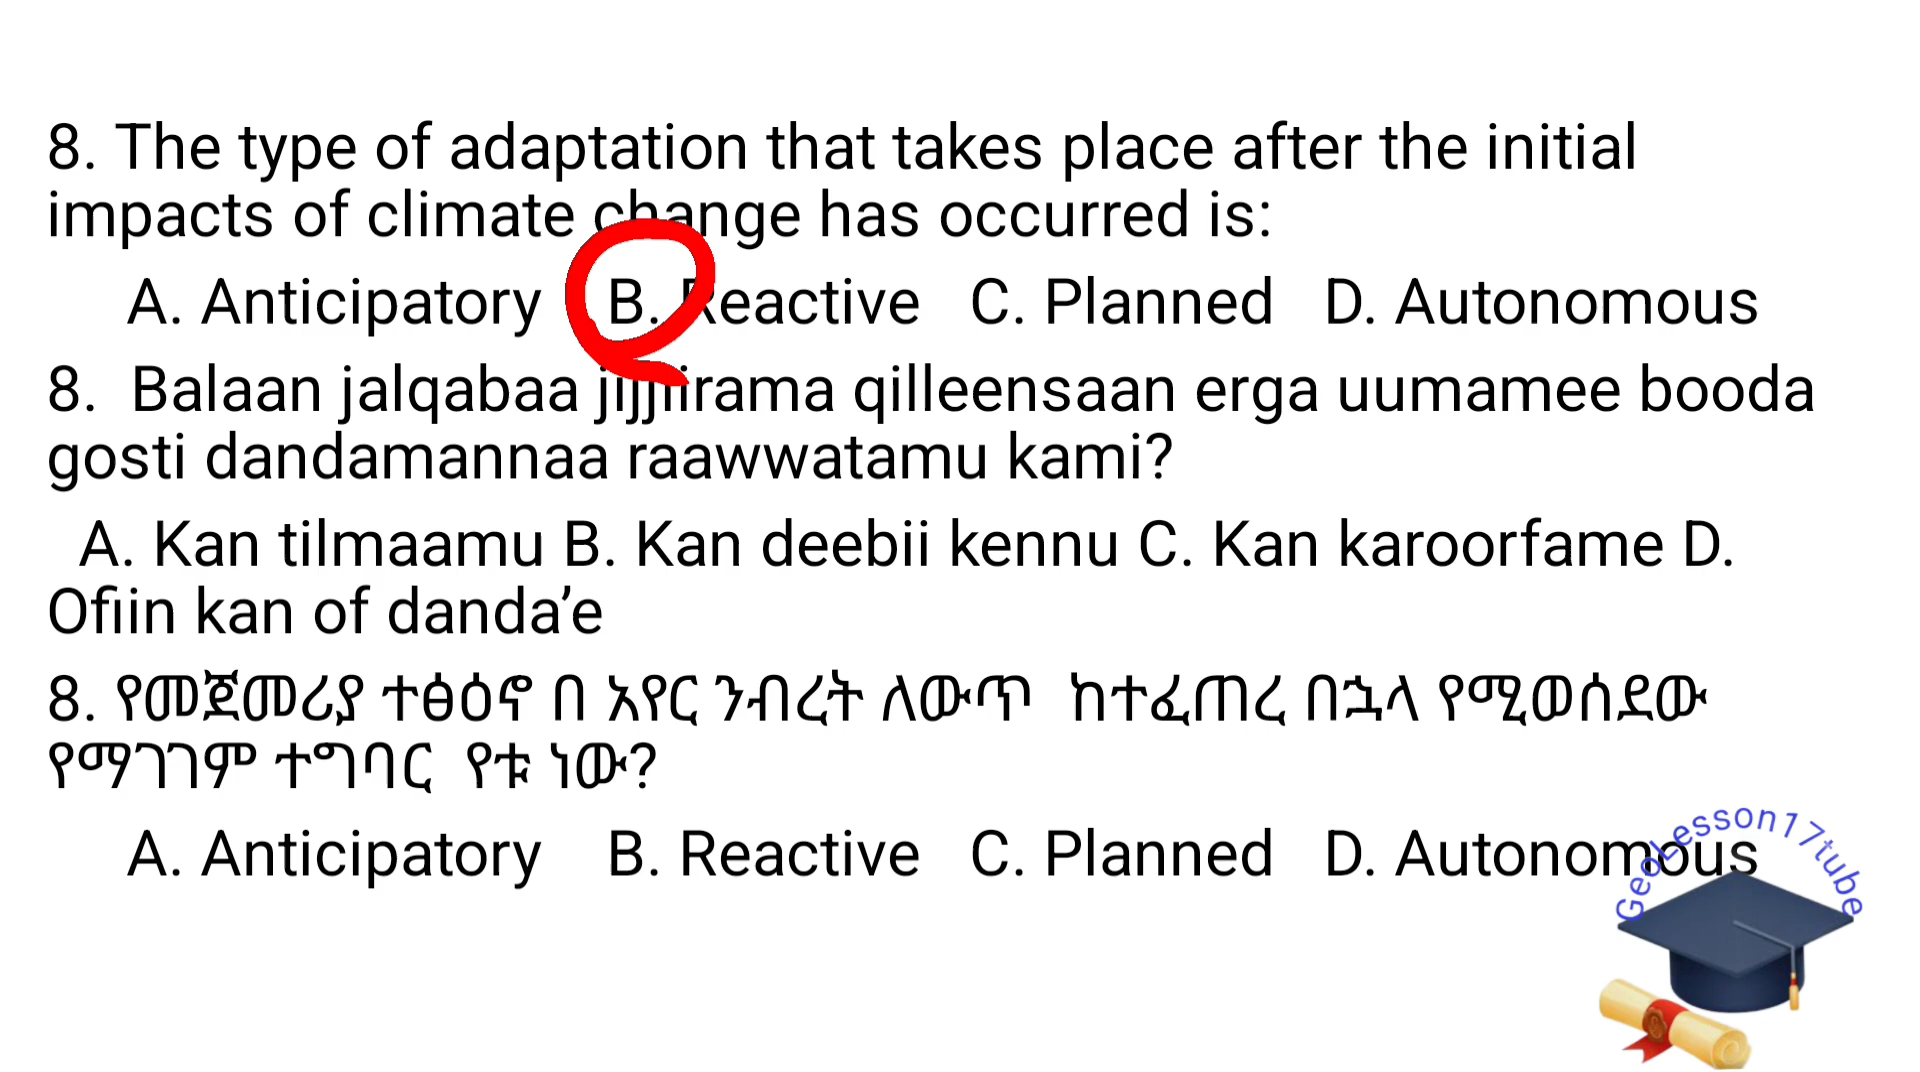 8. The type of adaptation that takes place after the initial
impacts of climate change has occurred is:
A. Anticipatory B. Reactive C. Planned D. Autonomous
8. Balaan jalqabaa jijjiirama qilleensaan erga uumamee booda
gosti dandamannaa raawwatamu kami?
A. Kan tilmaamu B. Kan deebii kennu C. Kan karoorfame D.
Ofiin kan of danda’e
8. የመጀመሪያ ተፅዕኖ በ አየር ንብረት ለውጥ ከተፈጠረ በኋላ የሚወሰደው
የማገገም ተግባር የቱ ነው?
A. Anticipatory B. Reactive C. Planned D. Autonomous
GeoLesson17tube